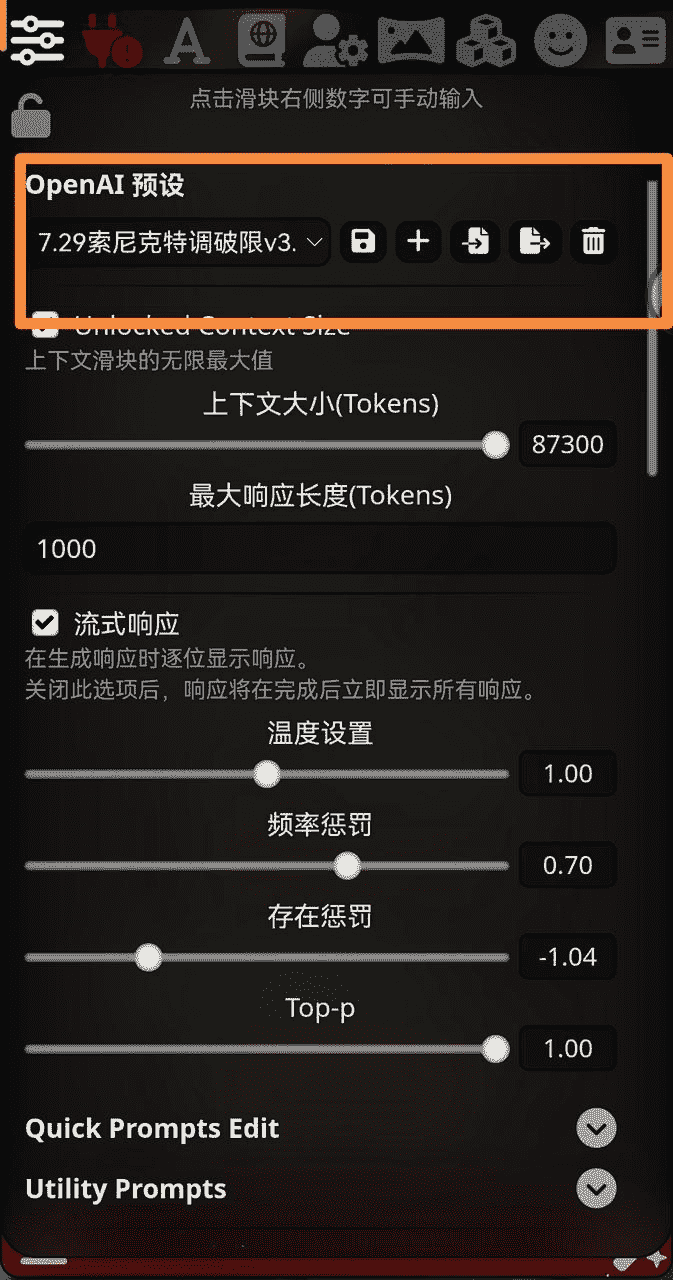 点击滑块右侧数字可手动输入
OpenAI 预设
7.29索尼克特调破限v3.
Unlocked Context Size
上下文滑块的无限最大值
上下文大小(Tokens)
87300
最大响应长度(Tokens)
1000
流式响应
在生成响应时逐位显示响应。
关闭此选项后，响应将在完成后立即显示所有响应。
温度设置
1.00
频率惩罚
0.70
存在惩罚
-1.04
Top-p
1.00
Quick Prompts Edit
Utility Prompts